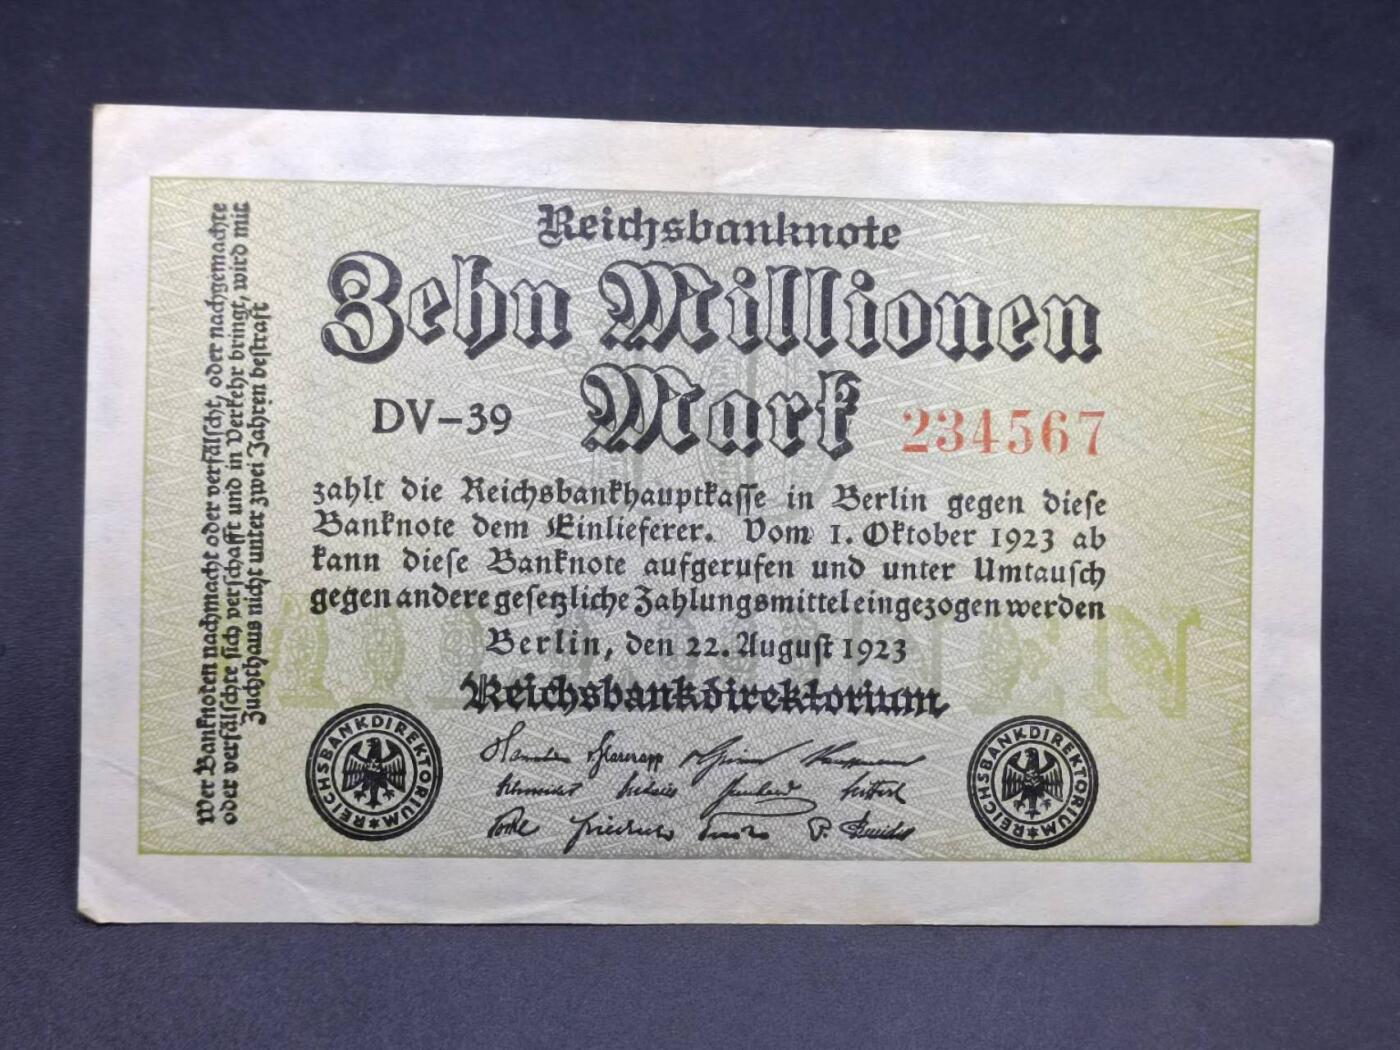 Reichsbanknote
Zehn Millionen
Mark
DV-39
234567
zahlt die Reichsbankhauptkasse in Berlin gegen diese
Banknote dem Einlieferer. Vom 1. Oktober 1923 ab
kann diese Banknote aufgerufen und unter Umtausch
gegen andere gesetzliche Zahlungsmittel eingezogen werden
Berlin, den 22. August 1923
Reichsbankdirektorium
Wer Banknoten nachmacht oder verfälscht, oder nachgemachte
oder verfälschte sich verschafft und in Verkehr bringt, wird mit
Zuchthaus nicht unter zwei Jahren bestraft
REICHSBANKDIREKTORIUM
REICHSBANKDIREKTORIUM
10
MILLIONEN